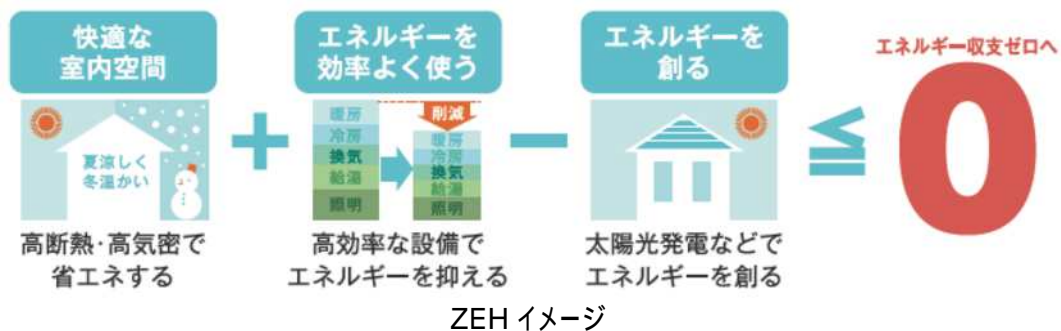 快適な
室内空間
夏涼しく
冬温かい
高断熱・高気密で
省エネする
+
エネルギーを
効率よく使う
暖房
冷房
換気
給湯
照明
削減
暖房
冷房
換気
給湯
照明
高効率な設備で
エネルギーを抑える
−
エネルギーを
創る
太陽光発電などで
エネルギーを創る
≦
エネルギー収支ゼロへ
0
ZEH イメージ